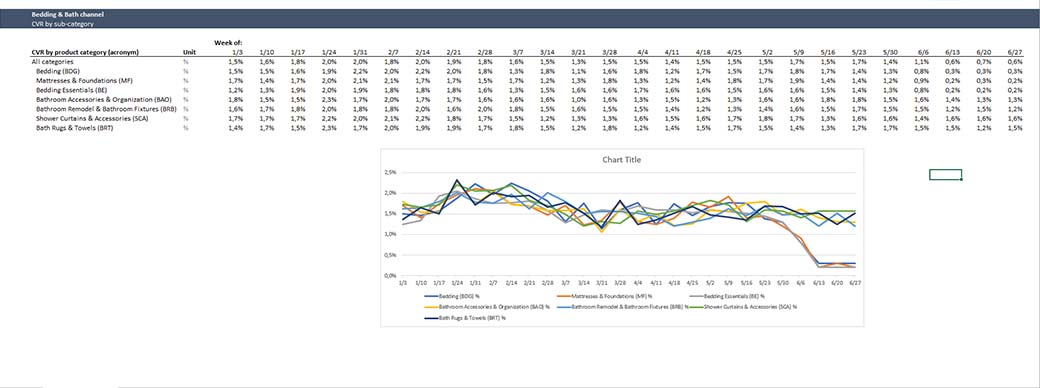 Bedding & Bath channel
CVR by sub-category
Week of:
CVR by product category (acronym) Unit 1/3 1/10 1/17 1/24 1/31 2/7 2/14 2/21 2/28 3/7 3/14 3/21 3/28 4/4 4/11 4/18 4/25 5/2 5/9 5/16 5/23 5/30 6/6 6/13 6/20 6/27
All categories % 1,5% 1,6% 1,8% 2,0% 2,0% 1,8% 2,0% 1,9% 1,8% 1,6% 1,5% 1,3% 1,5% 1,5% 1,4% 1,5% 1,5% 1,5% 1,7% 1,5% 1,7% 1,4% 1,1% 0,6% 0,7% 0,6%
Bedding (BDG) % 1,5% 1,5% 1,6% 1,9% 2,2% 2,0% 2,2% 2,0% 1,8% 1,3% 1,8% 1,1% 1,6% 1,8% 1,2% 1,7% 1,5% 1,7% 1,8% 1,7% 1,4% 1,3% 0,8% 0,3% 0,3% 0,3%
Mattresses & Foundations (MF) % 1,7% 1,4% 1,7% 2,0% 2,1% 2,1% 1,7% 1,7% 1,5% 1,7% 1,2% 1,3% 1,8% 1,3% 1,2% 1,4% 1,8% 1,7% 1,9% 1,4% 1,4% 1,2% 0,9% 0,2% 0,3% 0,2%
Bedding Essentials (BE) % 1,2% 1,3% 1,9% 2,0% 1,9% 1,8% 1,8% 1,8% 1,6% 1,3% 1,5% 1,6% 1,6% 1,7% 1,6% 1,6% 1,5% 1,6% 1,5% 1,6% 1,5% 1,3% 0,8% 0,2% 0,2% 0,2%
Bathroom Accessories & Organization (BAO) % 1,8% 1,5% 1,5% 2,3% 1,7% 2,0% 1,7% 1,7% 1,6% 1,6% 1,6% 1,0% 1,6% 1,3% 1,5% 1,2% 1,3% 1,6% 1,6% 1,8% 1,8% 1,5% 1,6% 1,4% 1,3% 1,3%
Bathroom Remodel & Bathroom Fixtures (BRB) % 1,6% 1,7% 1,8% 2,0% 1,8% 1,8% 2,0% 1,6% 2,0% 1,8% 1,5% 1,6% 1,5% 1,5% 1,4% 1,2% 1,3% 1,4% 1,6% 1,5% 1,7% 1,5% 1,5% 1,2% 1,5% 1,2%
Shower Curtains & Accessories (SCA) % 1,7% 1,7% 1,7% 2,2% 2,0% 2,1% 2,2% 1,8% 1,7% 1,5% 1,2% 1,3% 1,3% 1,6% 1,5% 1,6% 1,7% 1,8% 1,7% 1,3% 1,6% 1,6% 1,4% 1,6% 1,6% 1,6%
Bath Rugs & Towels (BRT) % 1,4% 1,7% 1,5% 2,3% 1,7% 2,0% 1,9% 1,9% 1,7% 1,8% 1,5% 1,2% 1,8% 1,2% 1,4% 1,5% 1,7% 1,5% 1,4% 1,3% 1,7% 1,7% 1,5% 1,5% 1,2% 1,5%
Chart Title
2,5%
2,0%
1,5%
1,0%
0,5%
0,0%
1/3 1/10 1/17 1/24 1/31 2/7 2/14 2/21 2/28 3/7 3/14 3/21 3/28 4/4 4/11 4/18 4/25 5/2 5/9 5/16 5/23 5/30 6/6 6/13 6/20 6/27
Bedding (BDG) % Mattresses & Foundations (MF) % Bedding Essentials (BE) %
Bathroom Accessories & Organization (BAO) % Bathroom Remodel & Bathroom Fixtures (BRB) % Shower Curtains & Accessories (SCA) %
Bath Rugs & Towels (BRT) %